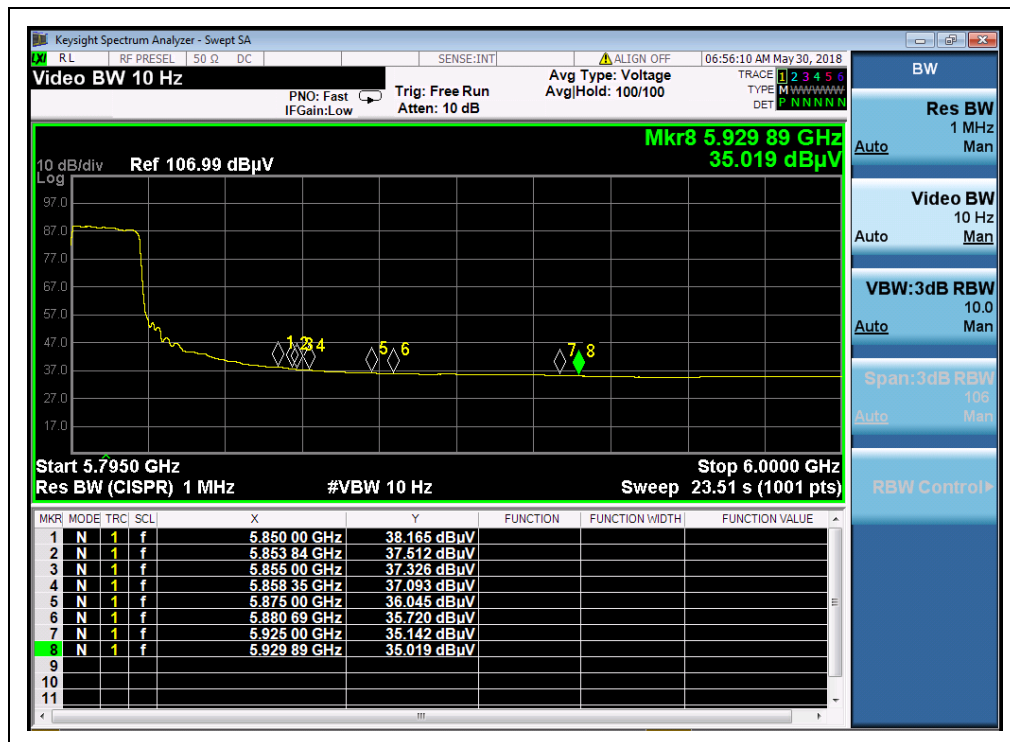 Keysight Spectrum Analyzer - Swept SA
LXI RL RF PRESEL 50 Ω DC SENSE:INT ALIGN OFF 06:56:10 AM May 30, 2018
Video BW 10 Hz
PNO: Fast
IFGain:Low
Trig: Free Run
Atten: 10 dB
Avg Type: Voltage
Avg|Hold: 100/100
TRACE 1 2 3 4 5 6
TYPE M WWWWW
DET P N N N N N
Mkr8 5.929 89 GHz
35.019 dBµV
10 dB/div Ref 106.99 dBµV
Log
97.0
87.0
77.0
67.0
57.0
47.0
37.0
27.0
17.0
1 2 3 4 5 6 7 8
Start 5.7950 GHz Stop 6.0000 GHz
Res BW (CISPR) 1 MHz #VBW 10 Hz Sweep 23.51 s (1001 pts)
MKR MODE TRC SCL X Y FUNCTION FUNCTION WIDTH FUNCTION VALUE
1 N 1 f 5.850 00 GHz 38.165 dBµV
2 N 1 f 5.853 84 GHz 37.512 dBµV
3 N 1 f 5.855 00 GHz 37.326 dBµV
4 N 1 f 5.858 35 GHz 37.093 dBµV
5 N 1 f 5.875 00 GHz 36.045 dBµV
6 N 1 f 5.880 69 GHz 35.720 dBµV
7 N 1 f 5.925 00 GHz 35.142 dBµV
8 N 1 f 5.929 89 GHz 35.019 dBµV
9
10
11
BW
Res BW
1 MHz
Auto Man
Video BW
10 Hz
Auto Man
VBW:3dB RBW
10.0
Auto Man
Span:3dB RBW
106
Auto Man
RBW Control